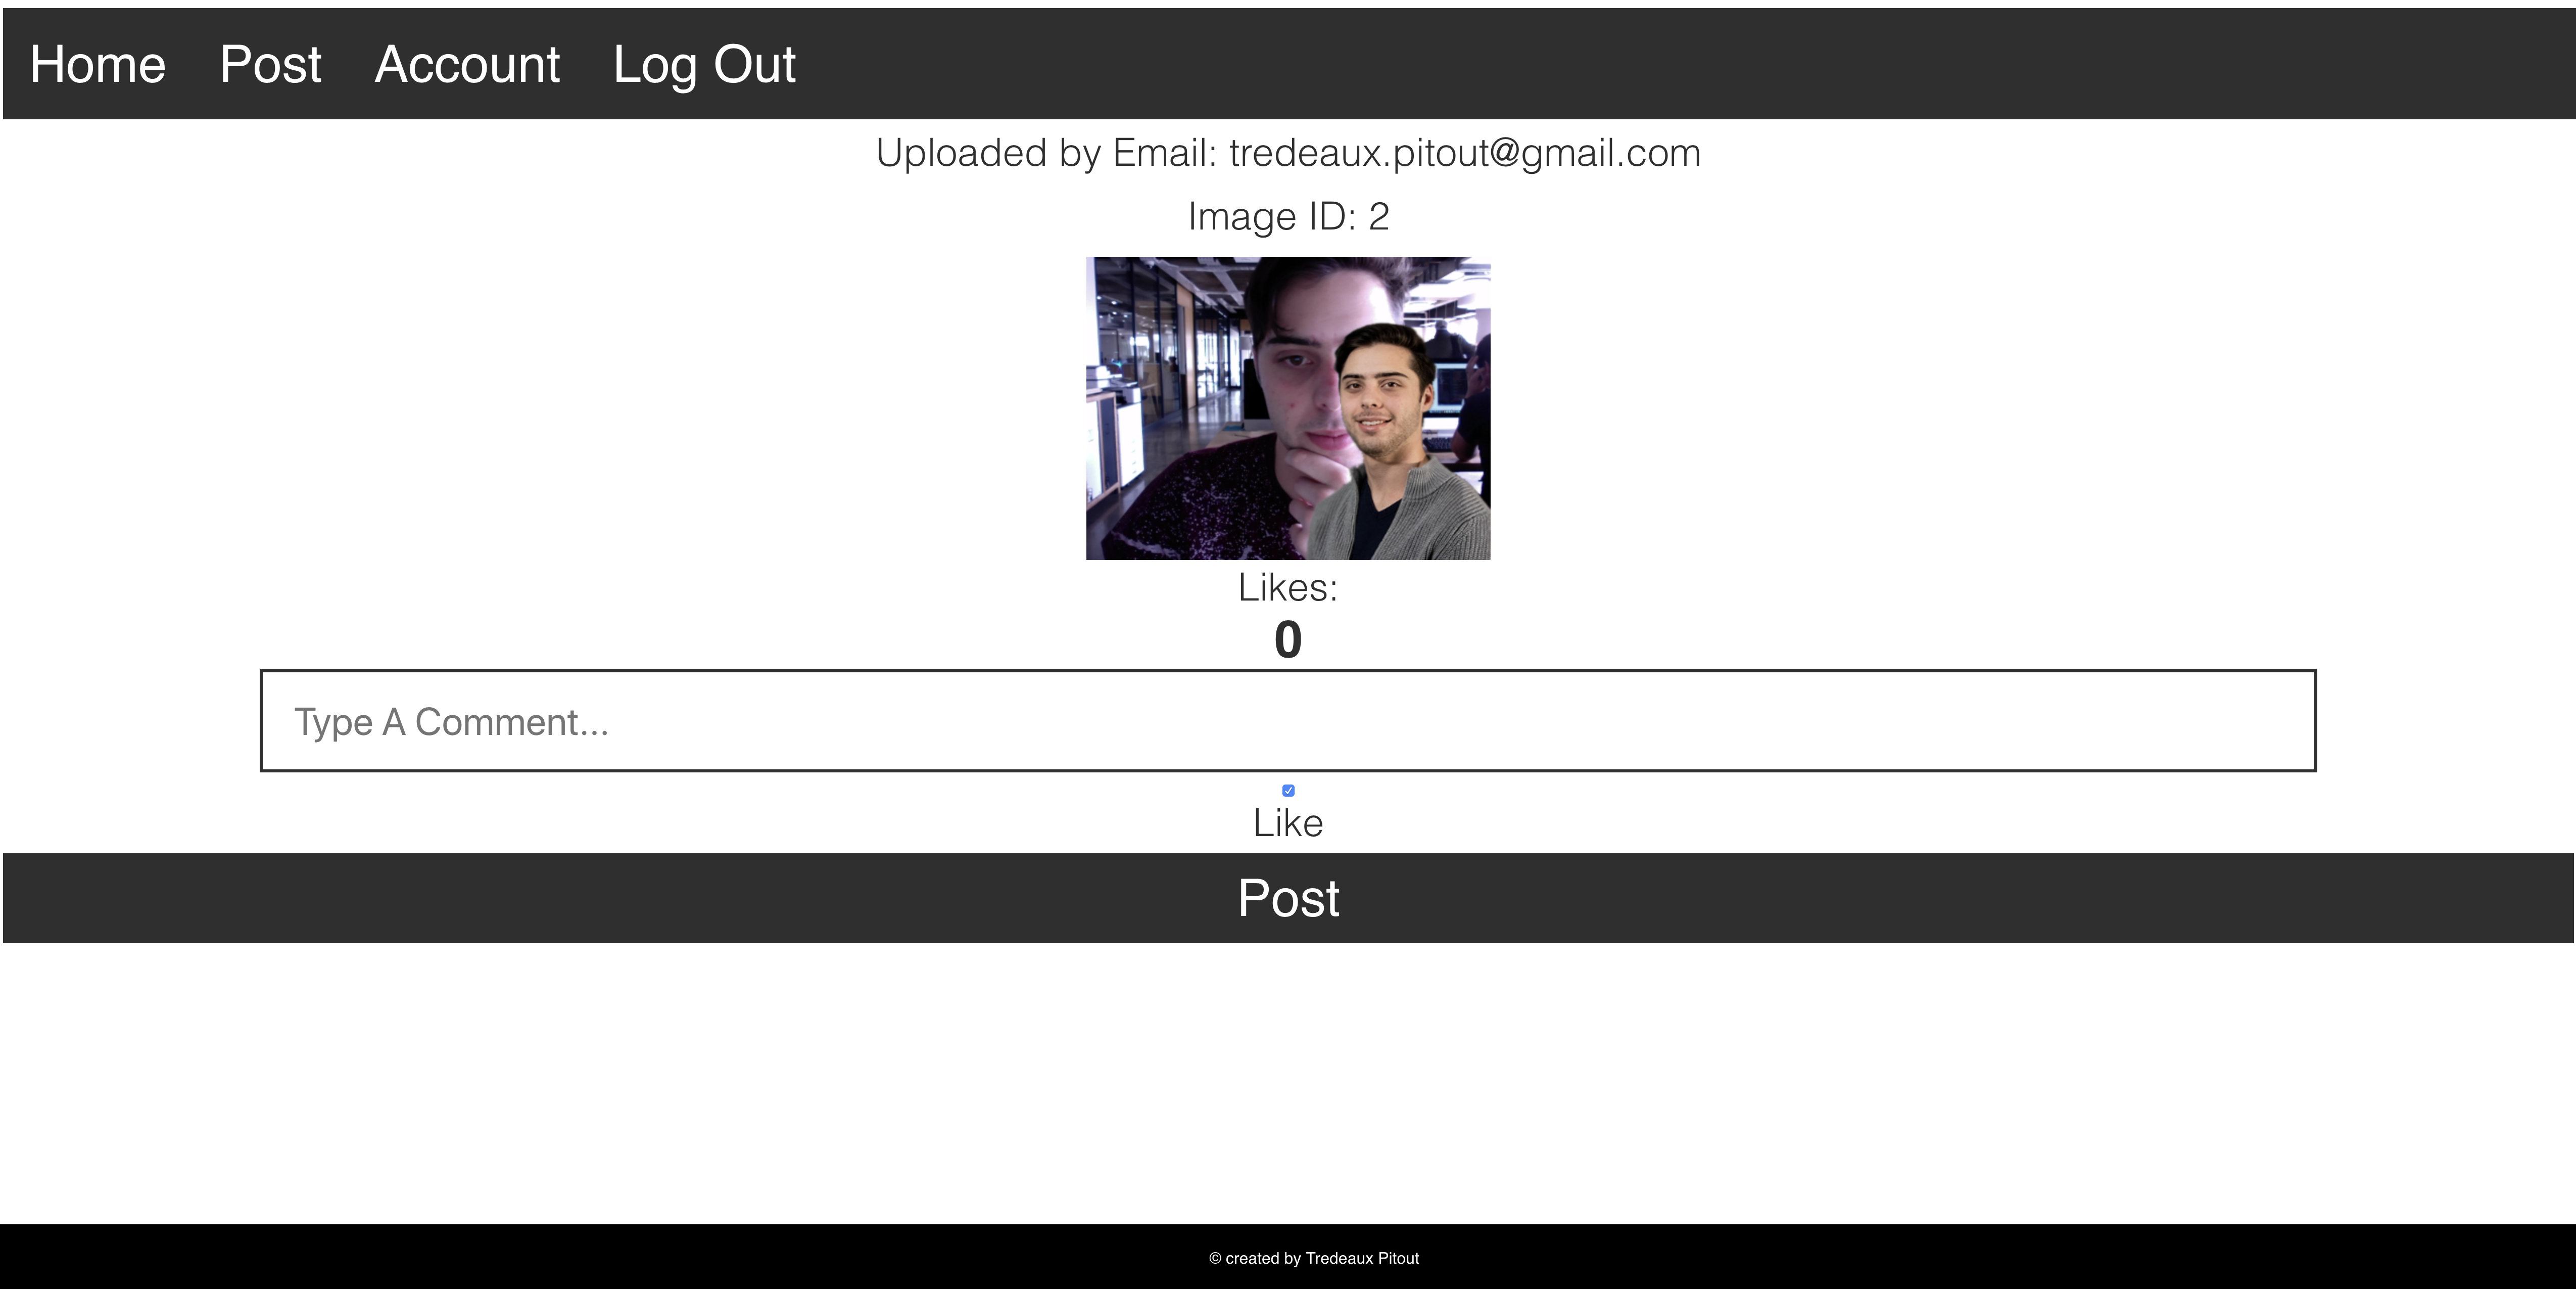 Home Post Account Log Out
Uploaded by Email: tredeaux.pitout@gmail.com
Image ID: 2
Likes:
0
Type A Comment...
Like
Post
© created by Tredeaux Pitout